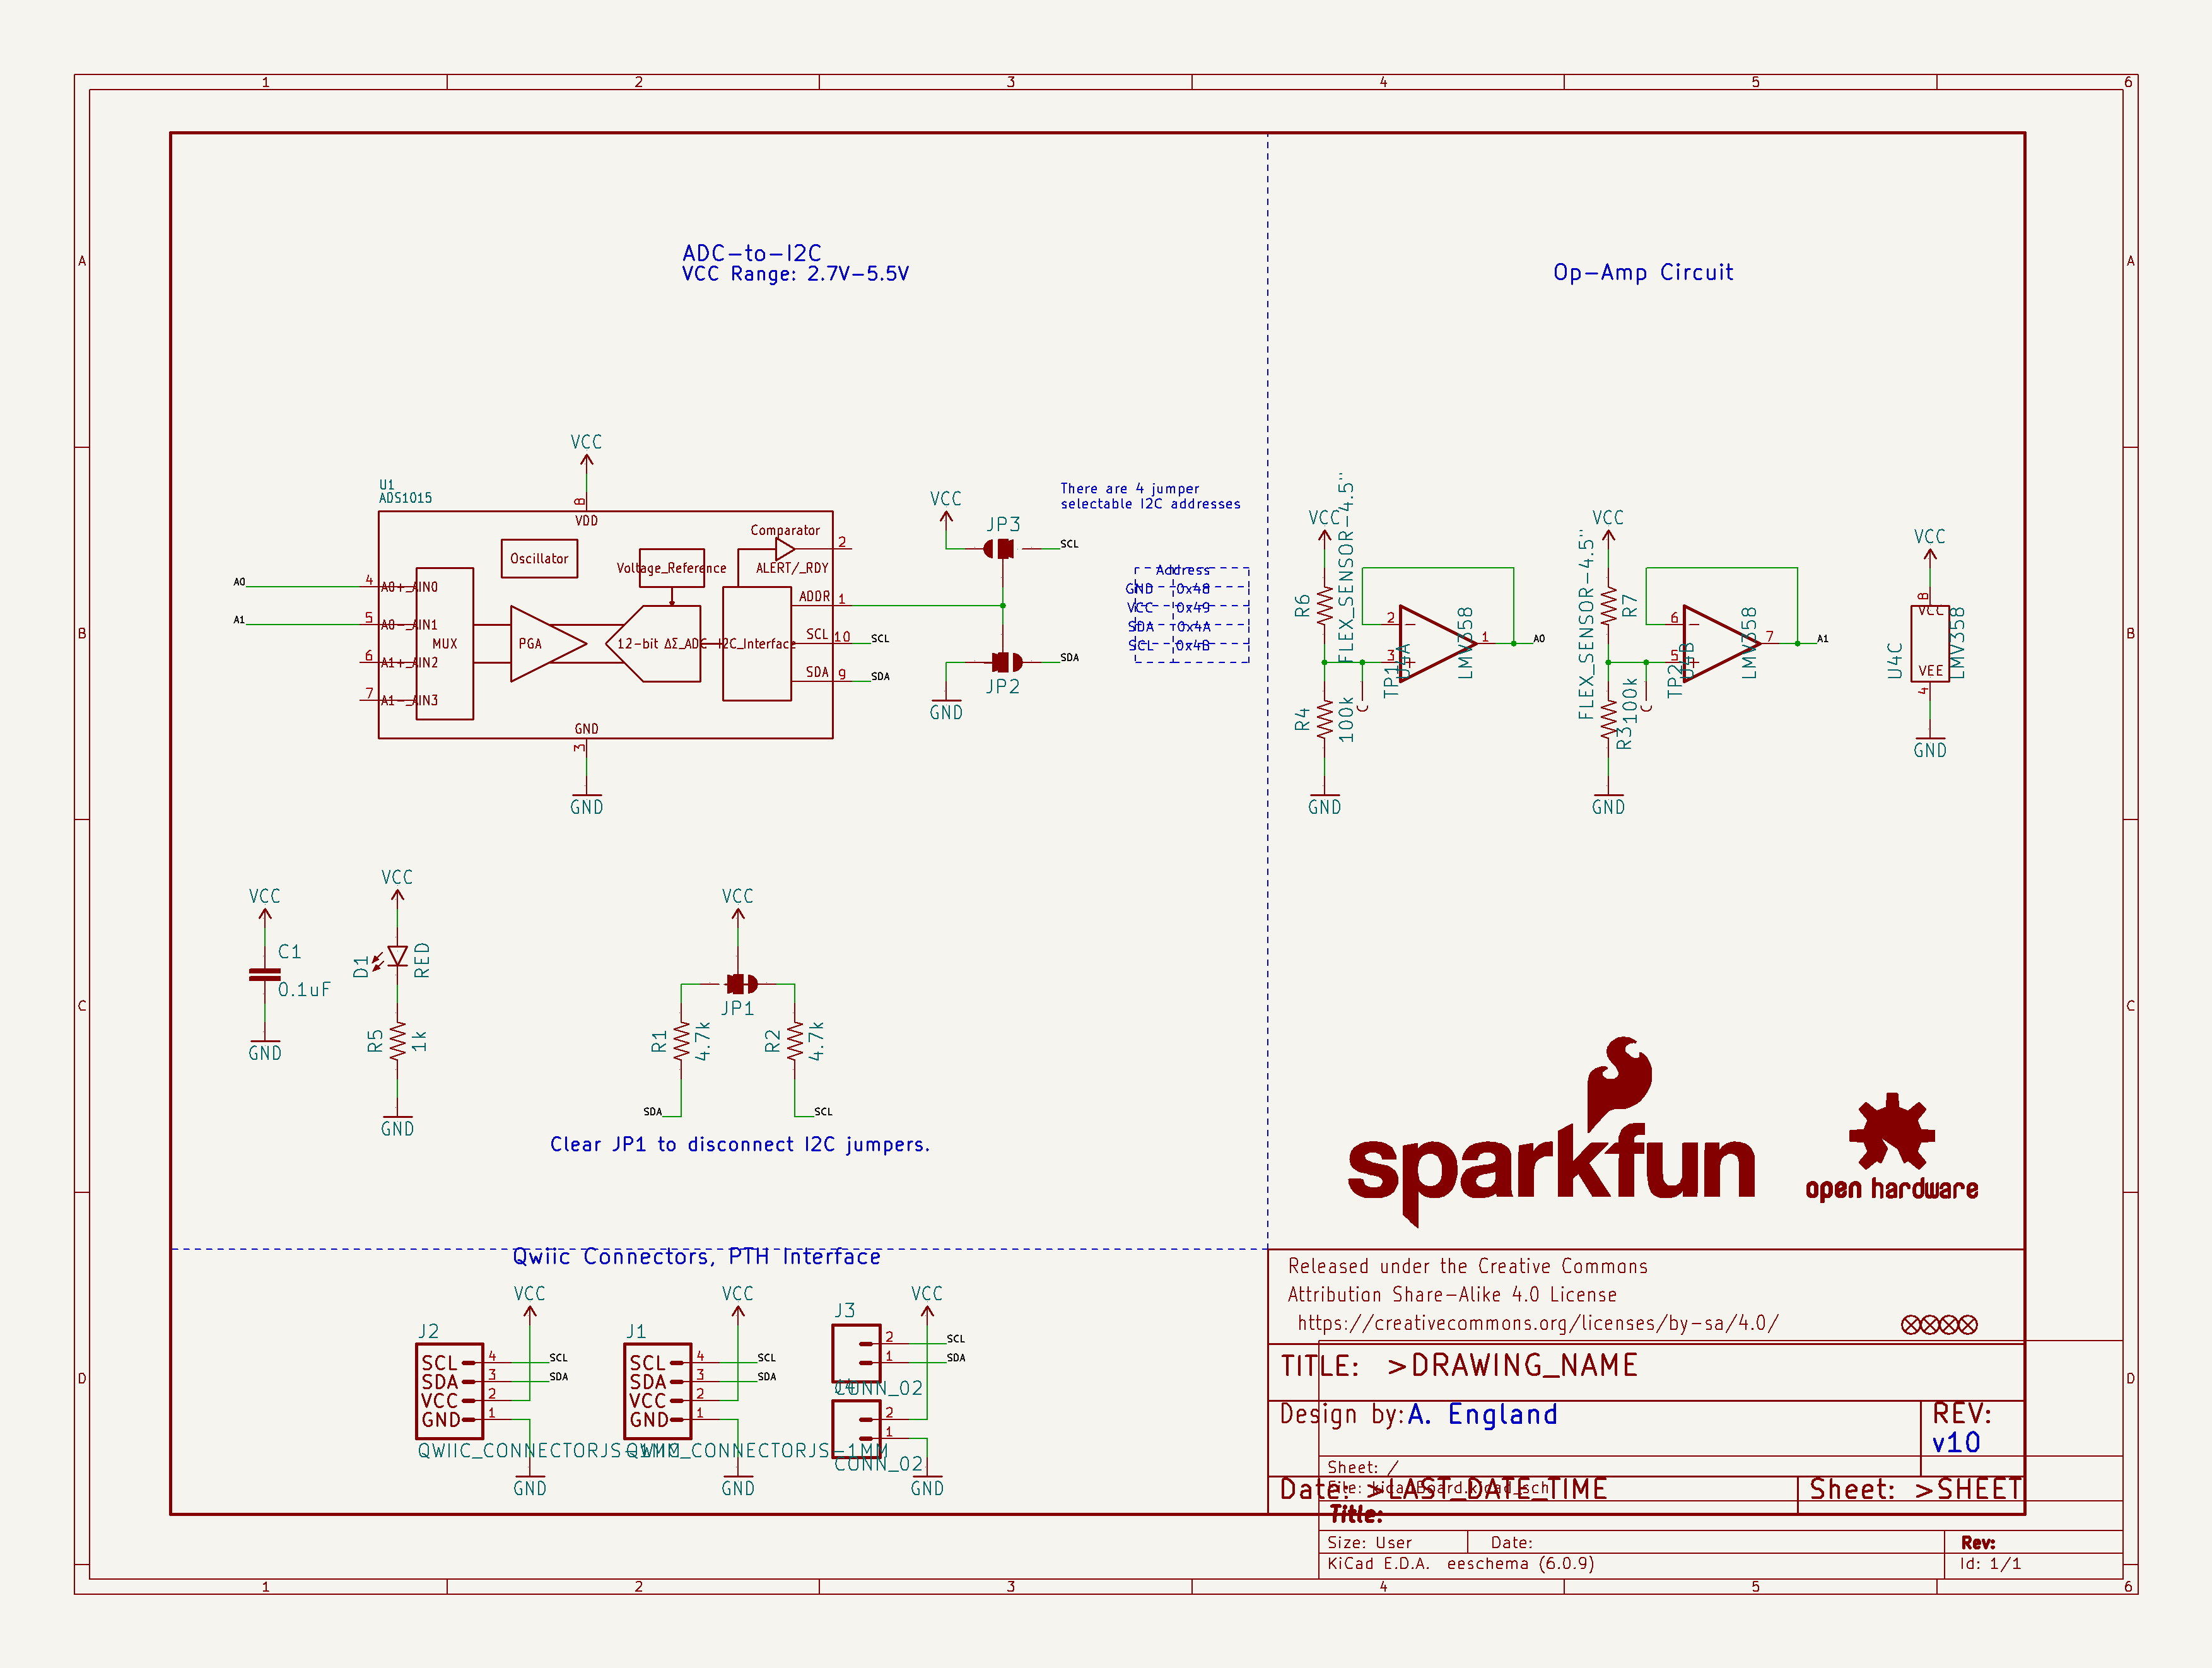 1 2 3 4 5 6
A A
B B
C C
D D
ADC-to-I2C
VCC Range: 2.7V-5.5V
Op-Amp Circuit
VCC
U1
ADS1015
8
VDD
Oscillator
Voltage_Reference
Comparator
2
ALERT/_RDY
A0
4
A0+_AIN0
A1
5
A0-_AIN1
6
A1+_AIN2
7
A1-_AIN3
MUX
PGA
12-bit ΔΣ_ADC
I2C_Interface
ADDR
1
SCL
10
SCL
SDA
9
SDA
GND
3
GND
VCC
JP3
SCL
JP2
SDA
GND
There are 4 jumper
selectable I2C addresses
Address
GND 0x48
VCC 0x49
SDA 0x4A
SCL 0x4B
VCC
R6
FLEX_SENSOR-4.5"
R4
100k
GND
TP1
C
2
3
U4A
LMV358
1
A0
VCC
R7
FLEX_SENSOR-4.5"
R3
100k
GND
TP2
C
6
5
U4B
LMV358
7
A1
VCC
8
VCC
U4C
LMV358
VEE
4
GND
VCC
C1
0.1uF
GND
VCC
D1
RED
R5
1k
GND
VCC
JP1
R1
4.7k
R2
4.7k
SDA
SCL
Clear JP1 to disconnect I2C jumpers.
sparkfun
open hardware
Qwiic Connectors, PTH Interface
VCC
J2
SCL 4 SCL
SDA 3 SDA
VCC 2
GND 1
QWIIC_CONNECTORJS-1MM
GND
VCC
J1
SCL 4 SCL
SDA 3 SDA
VCC 2
GND 1
QWIIC_CONNECTORJS-1MM
GND
VCC
J3
2 SCL
1 SDA
CONN_02
J4
2
1
CONN_02
GND
Released under the Creative Commons
Attribution Share-Alike 4.0 License
https://creativecommons.org/licenses/by-sa/4.0/
TITLE: >DRAWING_NAME
Design by: A. England
REV:
v10
Date: >LAST_DATE_TIME
Sheet: >SHEET
Sheet: /
File: kicadBoard.kicad_sch
Title:
Size: User Date: Rev:
KiCad E.D.A. eeschema (6.0.9) Id: 1/1
1 2 3 4 5 6